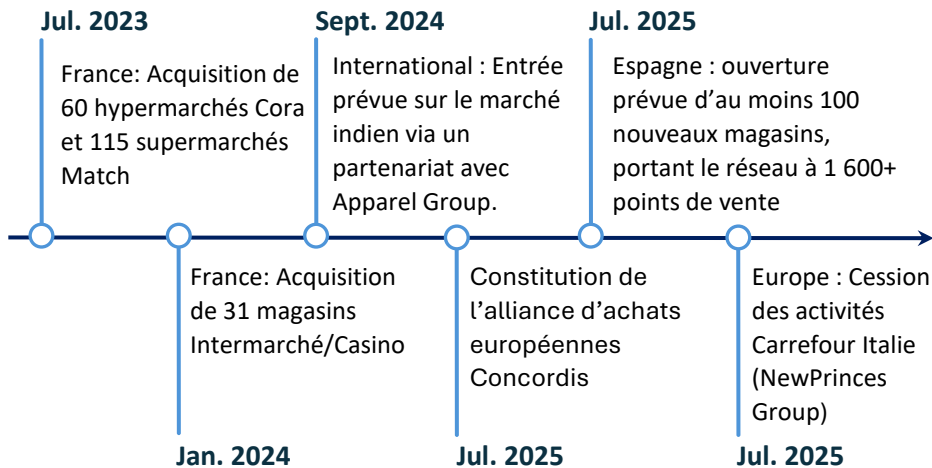 Jul. 2023
France: Acquisition de
60 hypermarchés Cora
et 115 supermarchés
Match
Sept. 2024
International : Entrée
prévue sur le marché
indien via un
partenariat avec
Apparel Group.
Jul. 2025
Espagne : ouverture
prévue d’au moins 100
nouveaux magasins,
portant le réseau à 1 600+
points de vente
France: Acquisition
de 31 magasins
Intermarché/Casino
Jan. 2024
Constitution de
l’alliance d’achats
européennes
Concordis
Jul. 2025
Europe : Cession
des activités
Carrefour Italie
(NewPrinces
Group)
Jul. 2025